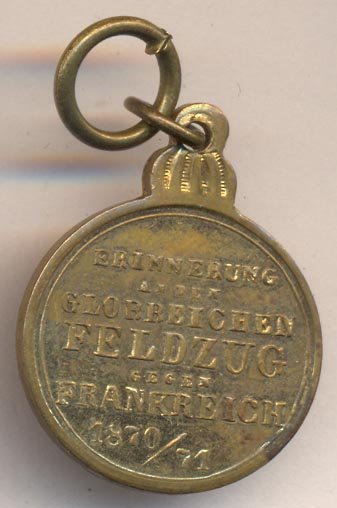 ERINNERUNG
AN DEN
GLORREICHEN
FELDZUG
GEGEN
FRANKREICH
1870/71